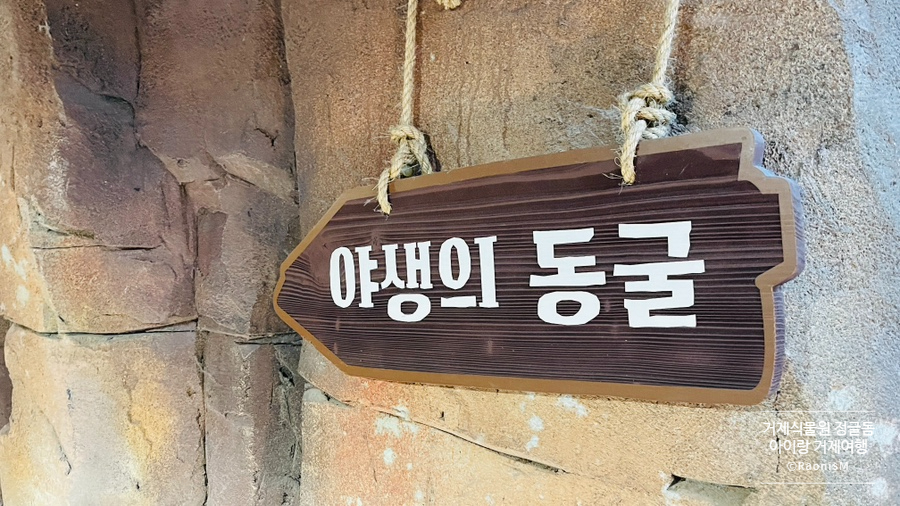 야생의 동굴
거제식물원 정글돔
아이랑 거제여행
©RaonisM